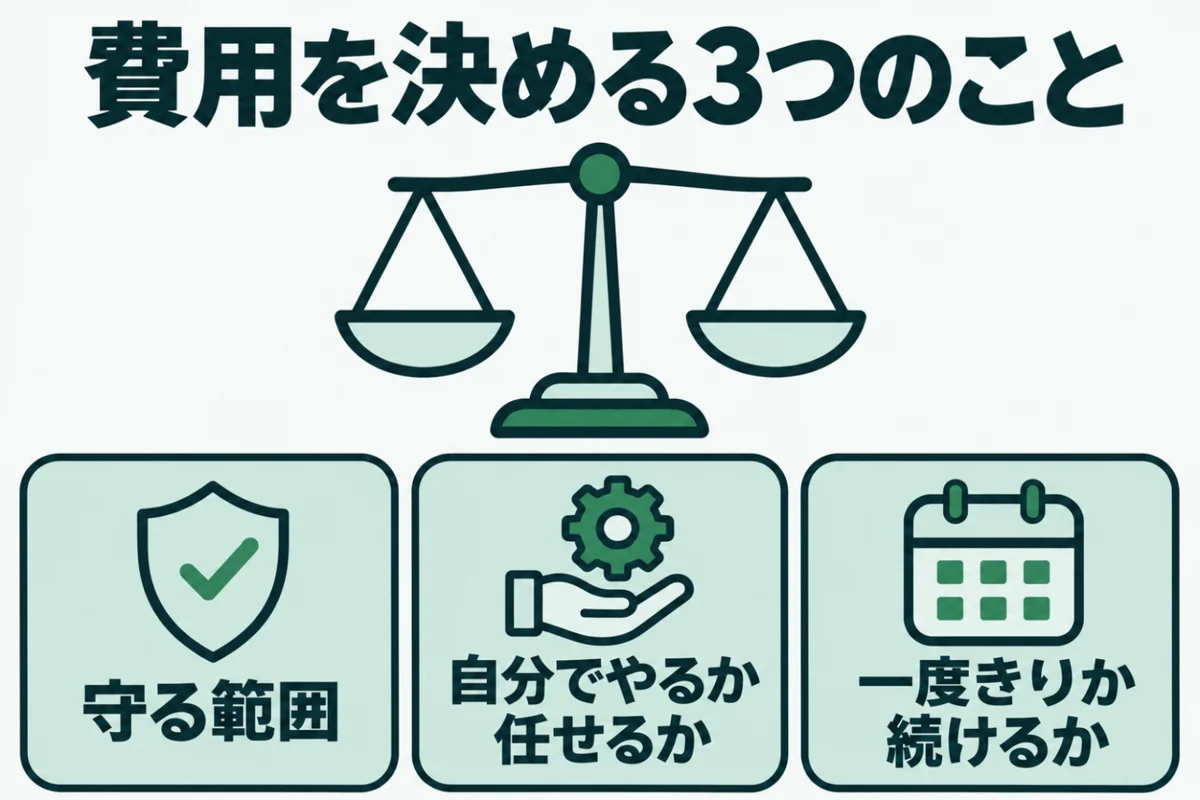 費用を決める3つのこと
守る範囲
自分でやるか
任せるか
一度きりか
続けるか